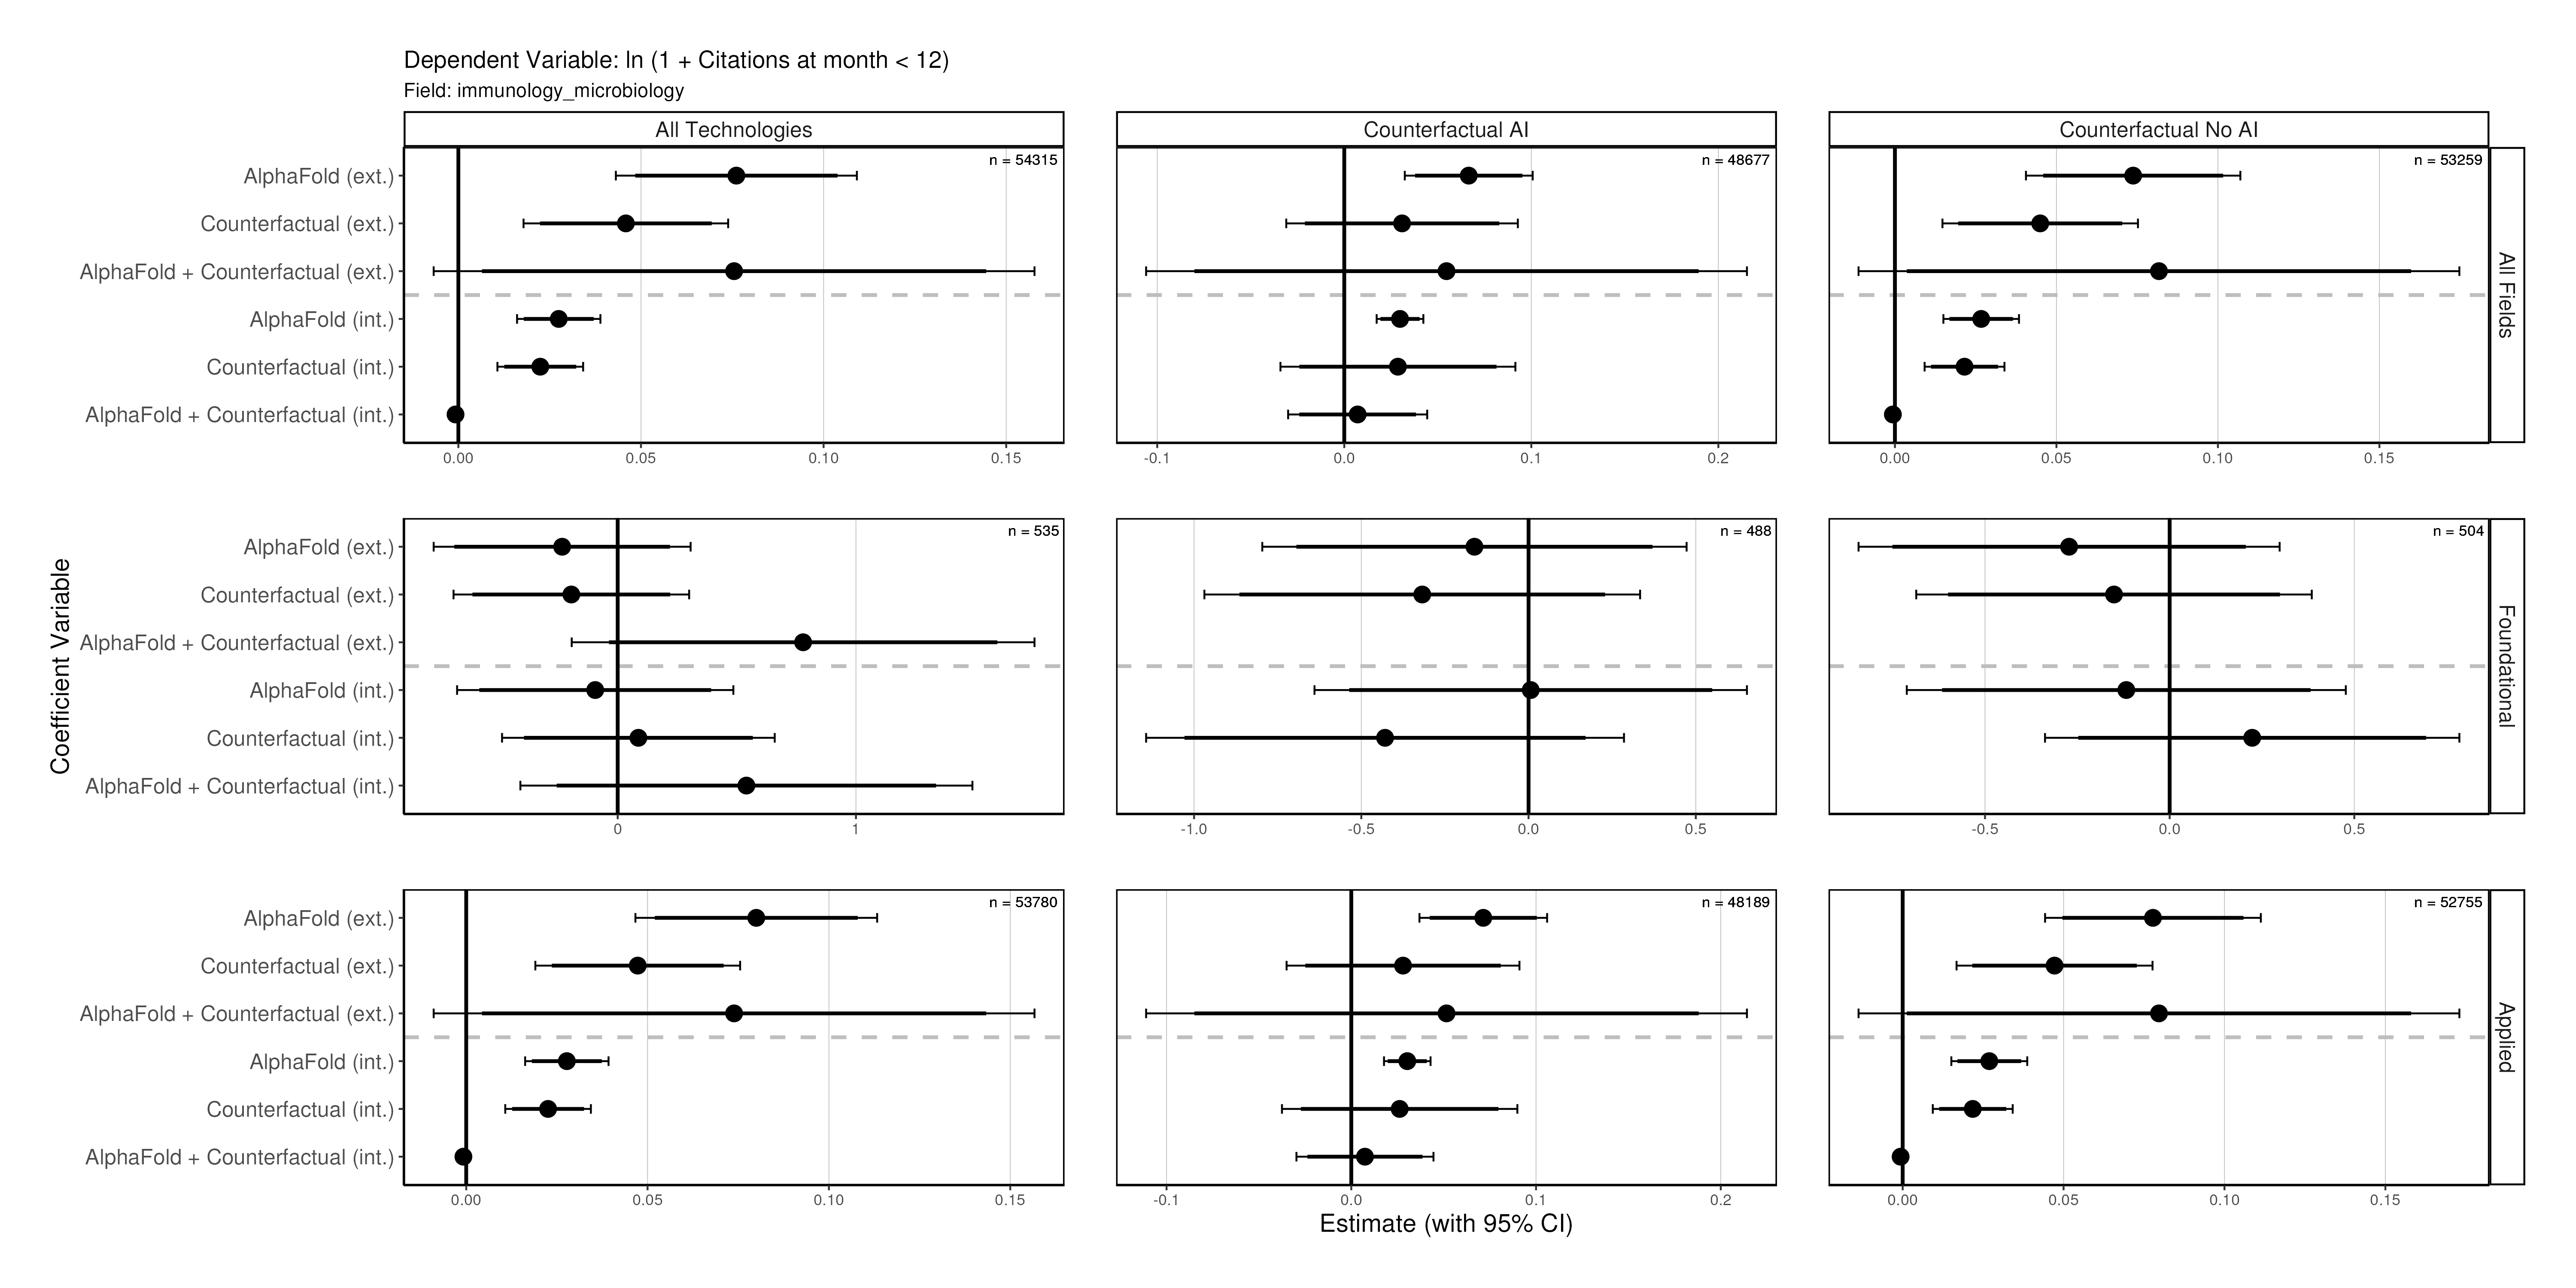 Dependent Variable: ln (1 + Citations at month < 12)
Field: immunology_microbiology
All Technologies
Counterfactual AI
Counterfactual No AI
AlphaFold (ext.)
Counterfactual (ext.)
AlphaFold + Counterfactual (ext.)
AlphaFold (int.)
Counterfactual (int.)
AlphaFold + Counterfactual (int.)
n = 54315
n = 48677
n = 53259
All Fields
0.00 0.05 0.10 0.15
-0.1 0.0 0.1 0.2
0.00 0.05 0.10 0.15
Coefficient Variable
AlphaFold (ext.)
Counterfactual (ext.)
AlphaFold + Counterfactual (ext.)
AlphaFold (int.)
Counterfactual (int.)
AlphaFold + Counterfactual (int.)
n = 535
n = 488
n = 504
Foundational
0 1
-1.0 -0.5 0.0 0.5
-0.5 0.0 0.5
AlphaFold (ext.)
Counterfactual (ext.)
AlphaFold + Counterfactual (ext.)
AlphaFold (int.)
Counterfactual (int.)
AlphaFold + Counterfactual (int.)
n = 53780
n = 48189
n = 52755
Applied
0.00 0.05 0.10 0.15
-0.1 0.0 0.1 0.2
0.00 0.05 0.10 0.15
Estimate (with 95% CI)